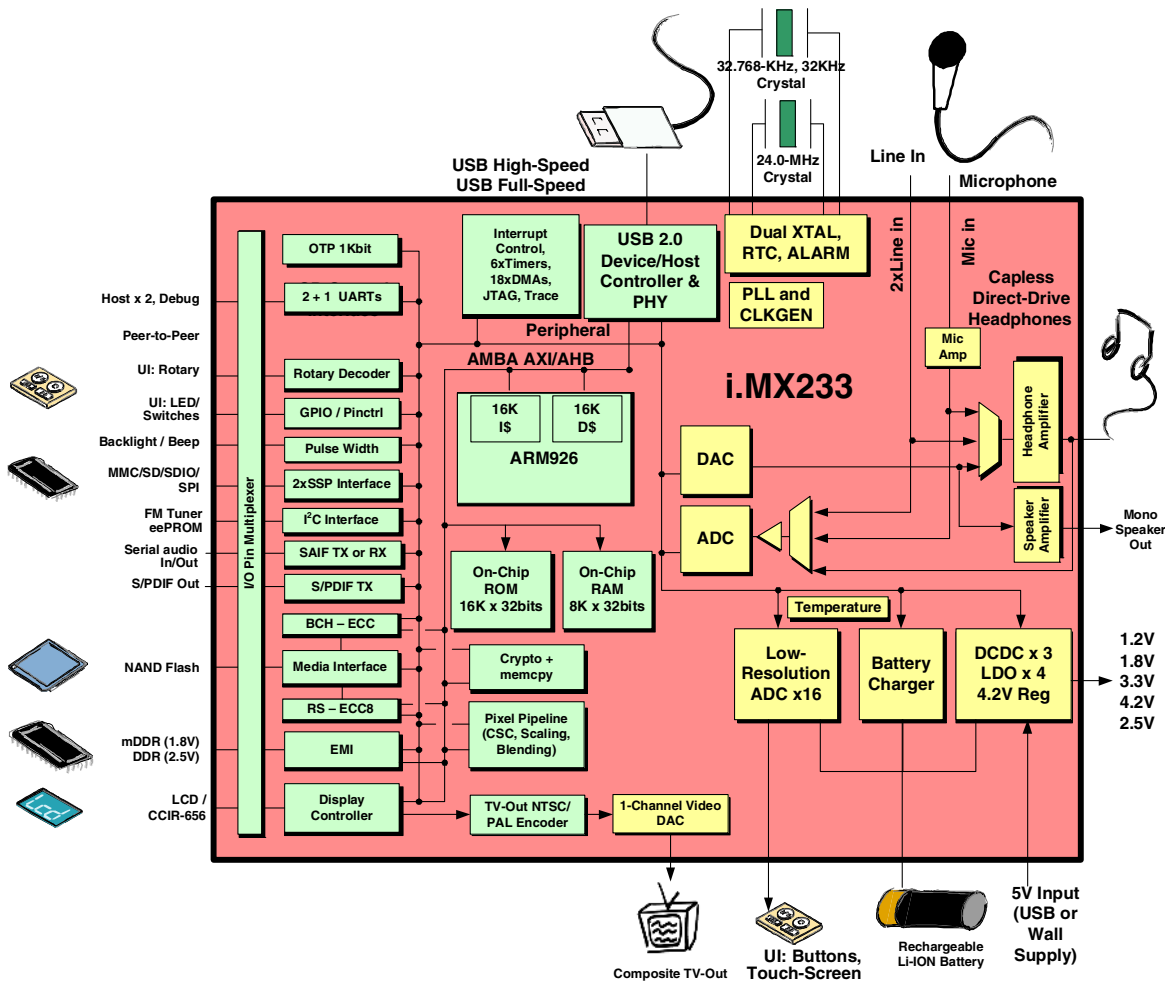 32.768-KHz, 32KHz
Crystal
24.0-MHz
Crystal
Line In
Microphone
USB High-Speed
USB Full-Speed
2xLine in
Mic in
Capless
Direct-Drive
Headphones
OTP 1Kbit
Interrupt
Control,
6xTimers,
18xDMAs,
JTAG, Trace
USB 2.0
Device/Host
Controller &
PHY
Dual XTAL,
RTC, ALARM
PLL and
CLKGEN
Host x 2, Debug
2 + 1 UARTs
Peer-to-Peer
Peripheral
AMBA AXI/AHB
Mic
Amp
i.MX233
UI: Rotary
Rotary Decoder
UI: LED/
Switches
GPIO / Pinctrl
16K
I$
16K
D$
ARM926
Backlight / Beep
Pulse Width
MMC/SD/SDIO/
SPI
2xSSP Interface
DAC
Headphone
Amplifier
FM Tuner
eePROM
I²C Interface
ADC
Speaker
Amplifier
Mono
Speaker
Out
Serial audio
In/Out
SAIF TX or RX
S/PDIF Out
S/PDIF TX
I/O Pin Multiplexer
On-Chip
ROM
16K x 32bits
On-Chip
RAM
8K x 32bits
Temperature
BCH – ECC
NAND Flash
Media Interface
RS – ECC8
Crypto +
memcpy
Low-
Resolution
ADC x16
Battery
Charger
DCDC x 3
LDO x 4
4.2V Reg
1.2V
1.8V
3.3V
4.2V
2.5V
Pixel Pipeline
(CSC, Scaling,
Blending)
mDDR (1.8V)
DDR (2.5V)
EMI
lcd
LCD /
CCIR-656
Display
Controller
TV-Out NTSC/
PAL Encoder
1-Channel Video
DAC
Composite TV-Out
UI: Buttons,
Touch-Screen
Rechargeable
Li-ION Battery
5V Input
(USB or
Wall
Supply)